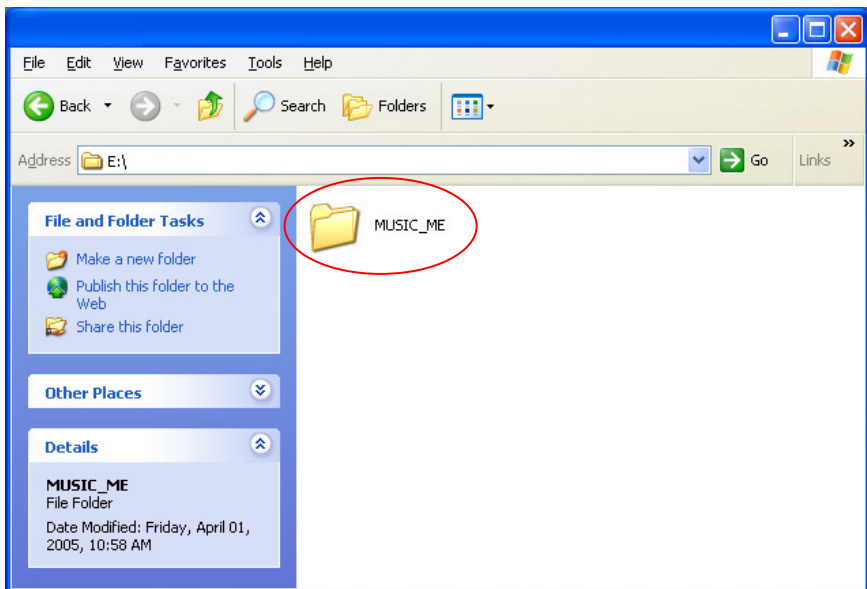 File Edit View Favorites Tools Help
Back Search Folders
Address E:\ Go Links »
File and Folder Tasks
Make a new folder
Publish this folder to the
Web
Share this folder
Other Places
Details
MUSIC_ME
File Folder
Date Modified: Friday, April 01,
2005, 10:58 AM
MUSIC_ME